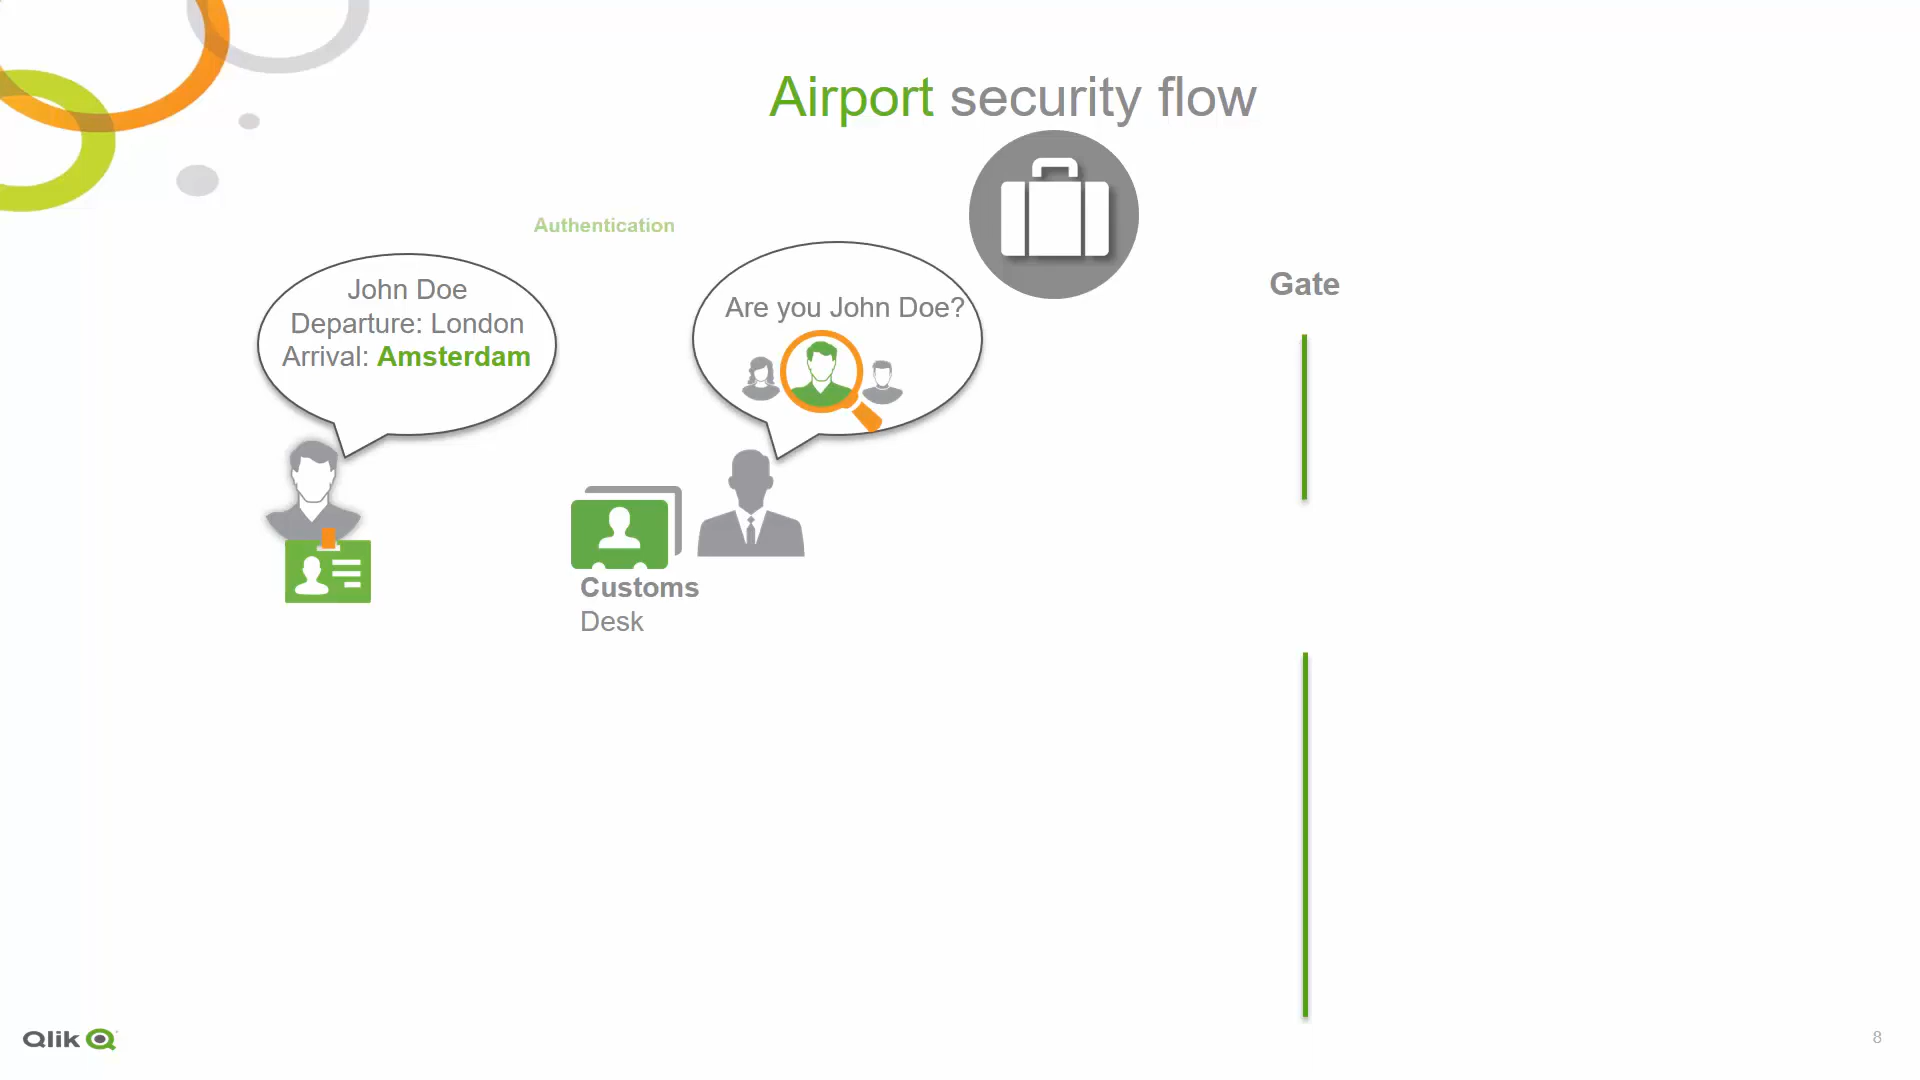 Airport security flow
Authentication
John Doe
Departure: London
Arrival: Amsterdam
Are you John Doe?
Gate
Customs
Desk
Qlik
8